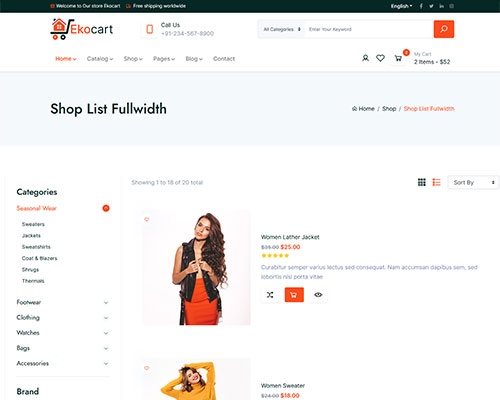 Welcome to Our store Ekocart
Free shipping worldwide
English
Ekocart
Call Us
+91-234-567-8900
All Categories
Enter Your Keyword
Home
Catalog
Shop
Pages
Blog
Contact
2
My Cart
2 Items - $52
Shop List Fullwidth
Home / Shop / Shop List Fullwidth
Categories
Seasonal Wear
Sweaters
Jackets
Sweatshirts
Coat & Blazers
Shrugs
Thermals
Footwear
Clothing
Watches
Bags
Accessories
Brand
Showing 1 to 18 of 20 total
Sort By
Women Lather Jacket
$35.00 $25.00
Curabitur semper varius lectus sed consequat. Nam accumsan dapibus sem, sed
lobortis nisi porta vitae
Women Sweater
$24.00 $18.00